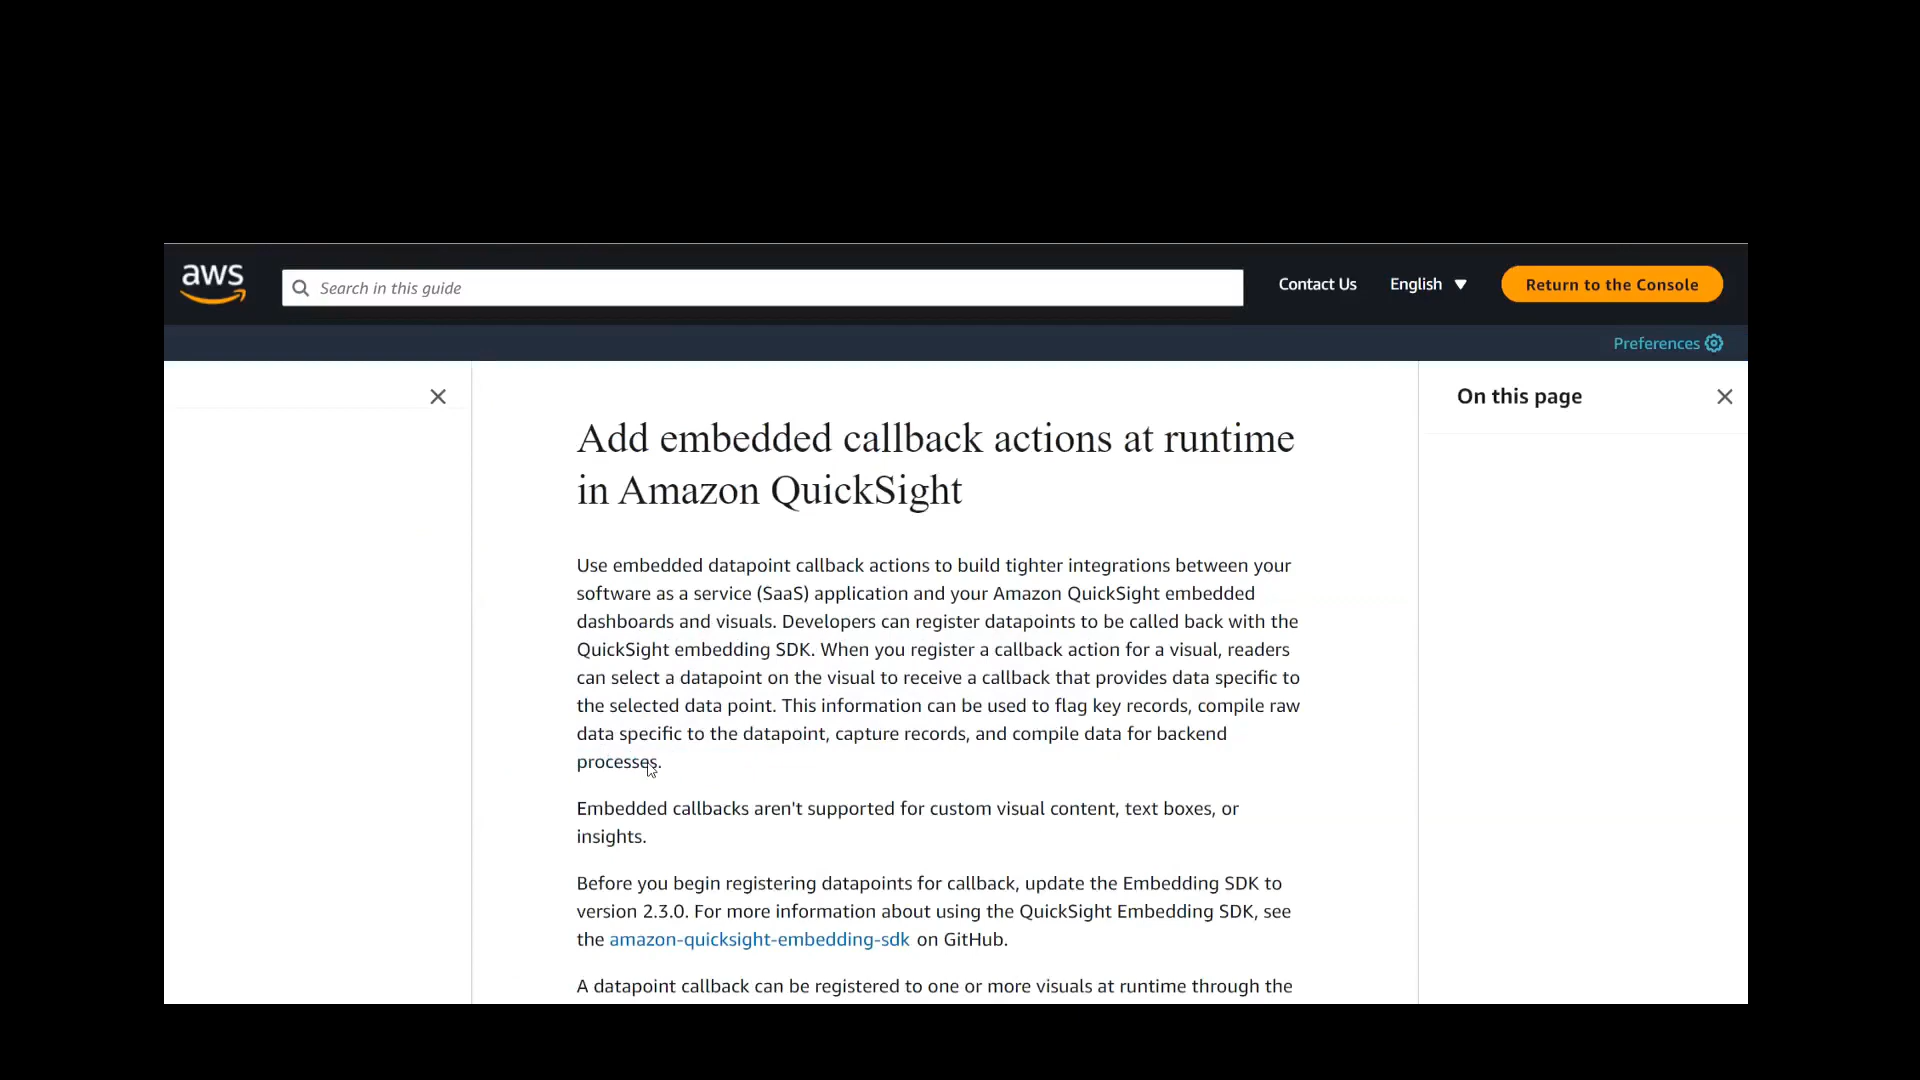 aws
Search in this guide
Contact Us
English
Return to the Console
Preferences
On this page
Add embedded callback actions at runtime
in Amazon QuickSight
Use embedded datapoint callback actions to build tighter integrations between your
software as a service (SaaS) application and your Amazon QuickSight embedded
dashboards and visuals. Developers can register datapoints to be called back with the
QuickSight embedding SDK. When you register a callback action for a visual, readers
can select a datapoint on the visual to receive a callback that provides data specific to
the selected data point. This information can be used to flag key records, compile raw
data specific to the datapoint, capture records, and compile data for backend
processes.
Embedded callbacks aren't supported for custom visual content, text boxes, or
insights.
Before you begin registering datapoints for callback, update the Embedding SDK to
version 2.3.0. For more information about using the QuickSight Embedding SDK, see
the amazon-quicksight-embedding-sdk on GitHub.
A datapoint callback can be registered to one or more visuals at runtime through the